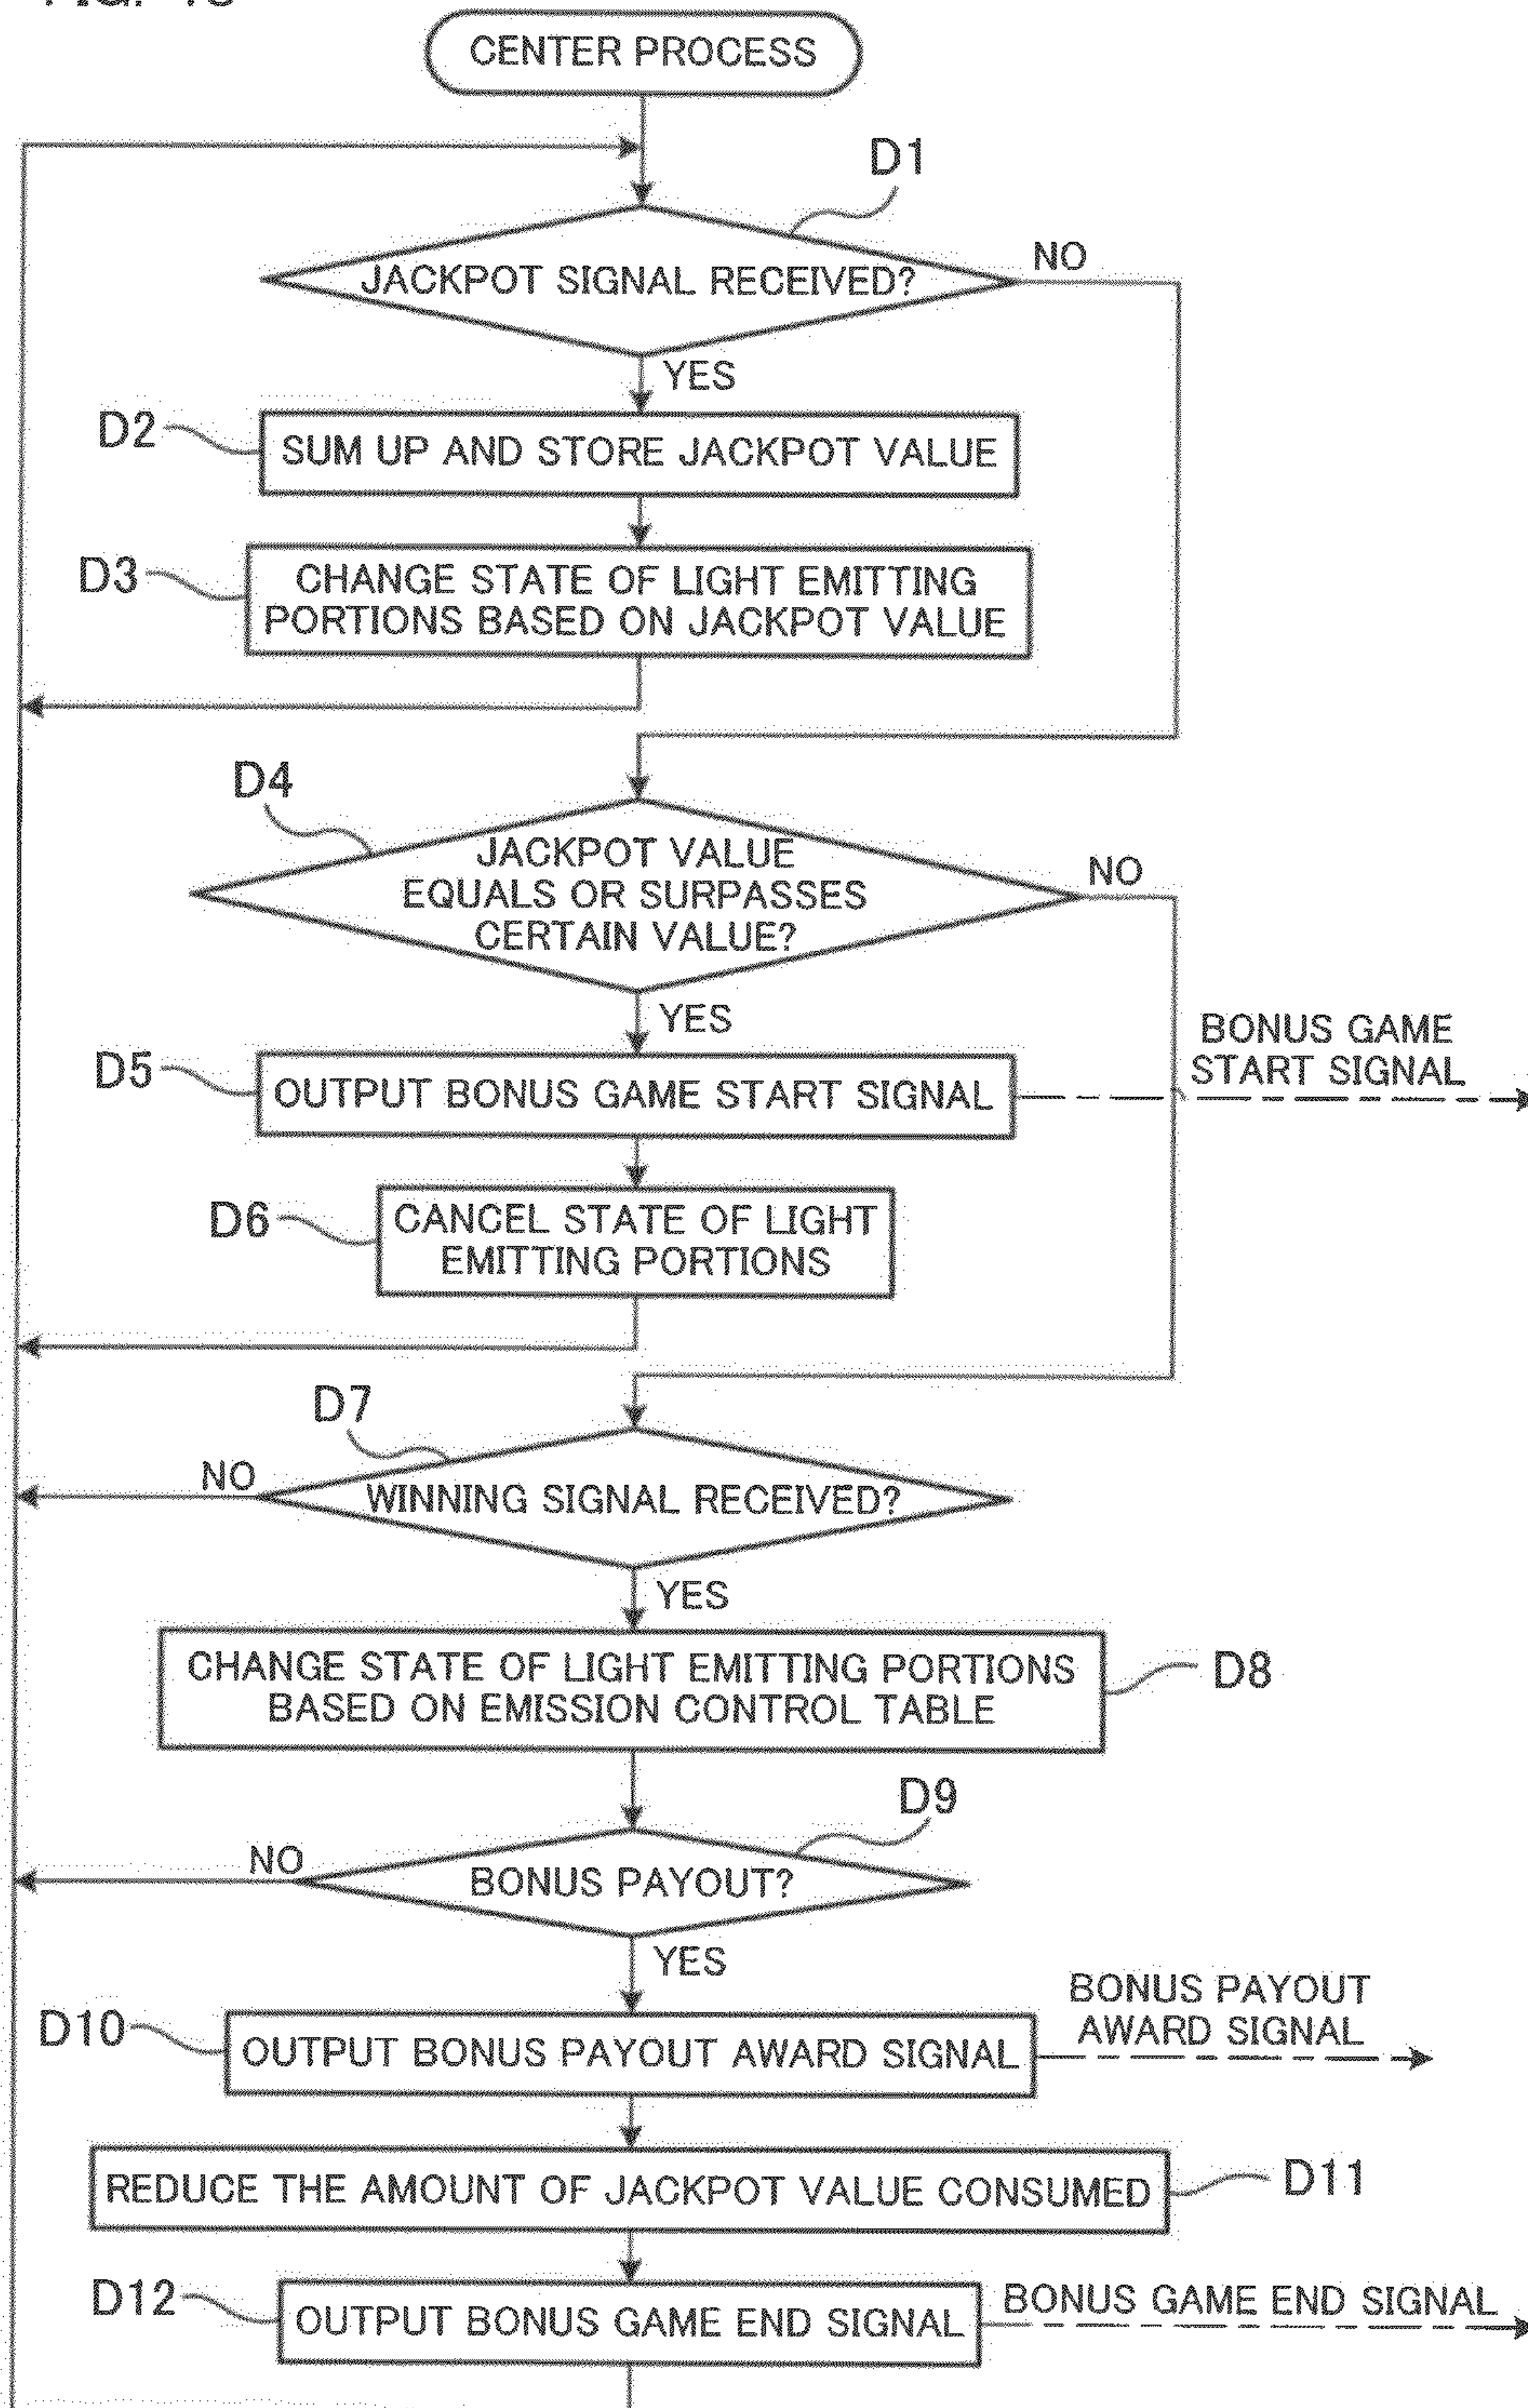 CENTER PROCESS
D1
JACKPOT SIGNAL RECEIVED?
NO
YES
D2
SUM UP AND STORE JACKPOT VALUE
D3
CHANGE STATE OF LIGHT EMITTING
PORTIONS BASED ON JACKPOT VALUE
D4
JACKPOT VALUE
EQUALS OR SURPASSES
CERTAIN VALUE?
NO
YES
D5
OUTPUT BONUS GAME START SIGNAL
BONUS GAME
START SIGNAL
D6
CANCEL STATE OF LIGHT
EMITTING PORTIONS
D7
NO
WINNING SIGNAL RECEIVED?
YES
CHANGE STATE OF LIGHT EMITTING PORTIONS
BASED ON EMISSION CONTROL TABLE
D8
D9
NO
BONUS PAYOUT?
YES
D10
OUTPUT BONUS PAYOUT AWARD SIGNAL
BONUS PAYOUT
AWARD SIGNAL
REDUCE THE AMOUNT OF JACKPOT VALUE CONSUMED
D11
D12
OUTPUT BONUS GAME END SIGNAL
BONUS GAME END SIGNAL